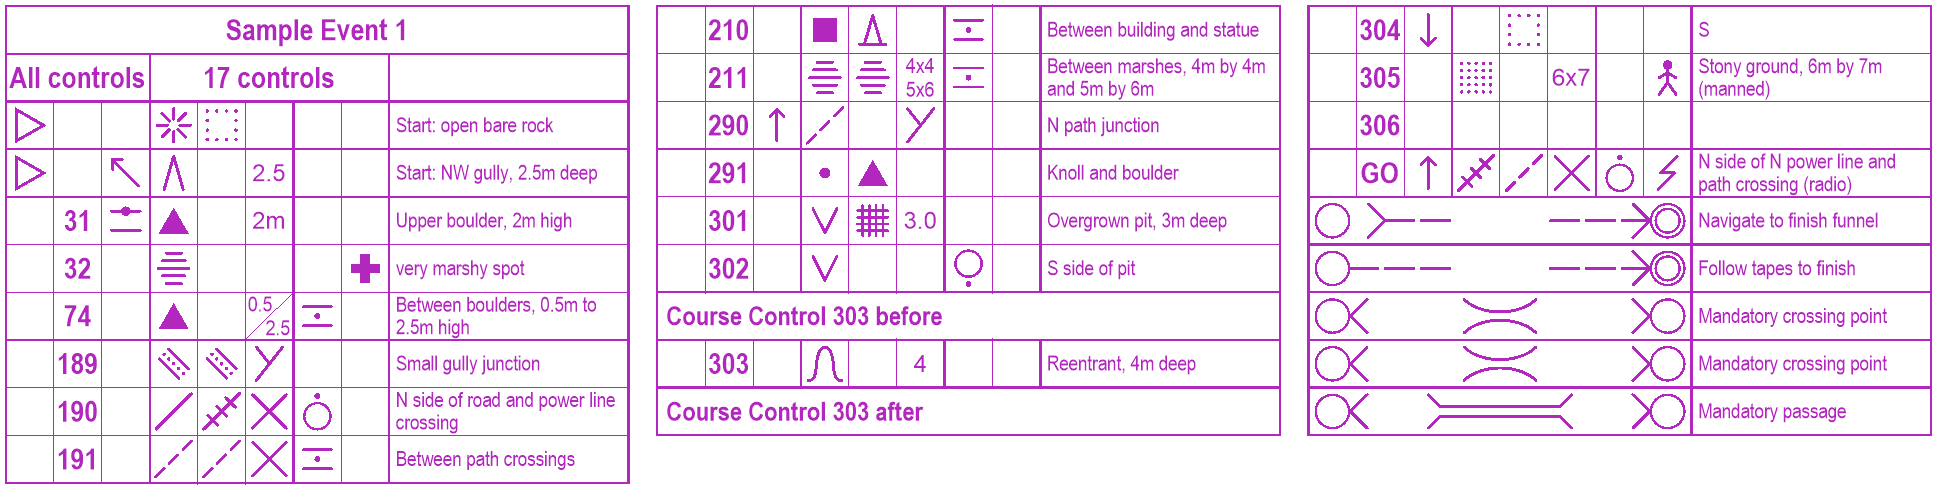 Sample Event 1
All controls 17 controls
Start: open bare rock
2.5 Start: NW gully, 2.5m deep
31 2m Upper boulder, 2m high
32 very marshy spot
74 0.5 2.5 Between boulders, 0.5m to
2.5m high
189 Small gully junction
190 N side of road and power line
crossing
191 Between path crossings
210 Between building and statue
211 4x4 Between marshes, 4m by 4m
5x6 and 5m by 6m
290 N path junction
291 Knoll and boulder
301 3.0 Overgrown pit, 3m deep
302 S side of pit
Course Control 303 before
303 4 Reentrant, 4m deep
Course Control 303 after
304 S
305 6x7 Stony ground, 6m by 7m
(manned)
306
GO N side of N power line and
path crossing (radio)
Navigate to finish funnel
Follow tapes to finish
Mandatory crossing point
Mandatory crossing point
Mandatory passage